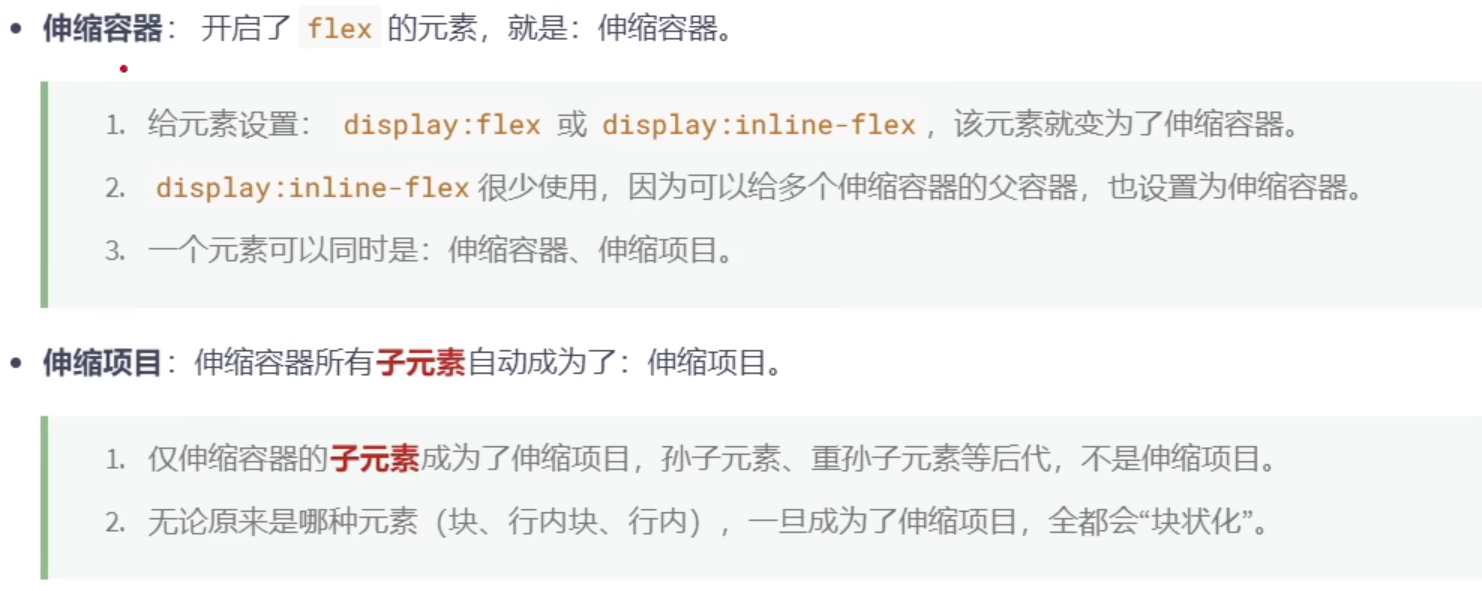 • 伸缩容器： 开启了 flex 的元素，就是：伸缩容器。
1. 给元素设置： display:flex 或 display:inline-flex ，该元素就变为了伸缩容器。
2. display:inline-flex 很少使用，因为可以给多个伸缩容器的父容器，也设置为伸缩容器。
3. 一个元素可以同时是：伸缩容器、伸缩项目。
• 伸缩项目：伸缩容器所有子元素自动成为了：伸缩项目。
1. 仅伸缩容器的子元素成为了伸缩项目，孙子元素、重孙子元素等后代，不是伸缩项目。
2. 无论原来是哪种元素（块、行内块、行内），一旦成为了伸缩项目，全都会“块状化”。